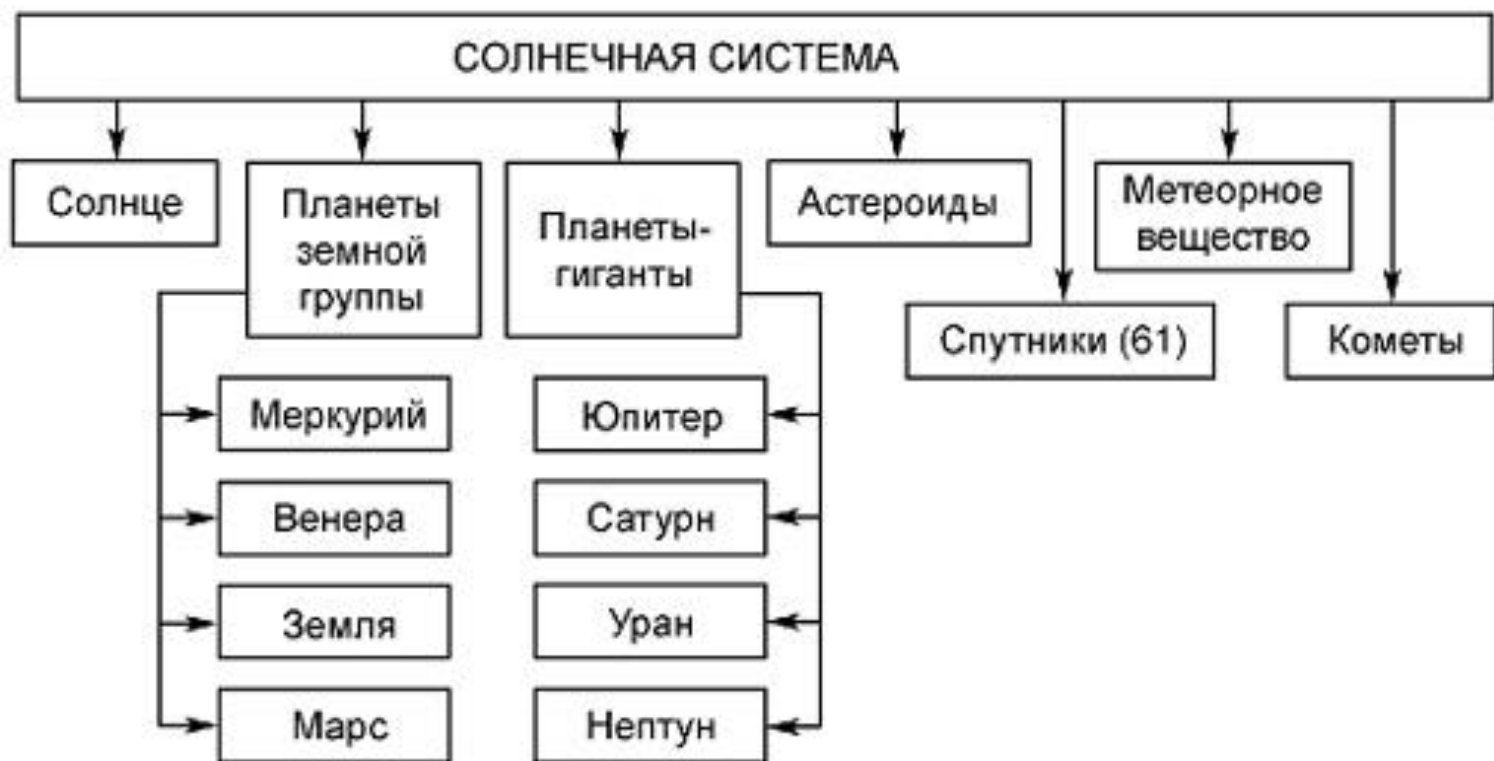 СОЛНЕЧНАЯ СИСТЕМА
Солнце
Планеты
земной
группы
Планеты-
гиганты
Астероиды
Метеорное
вещество
Спутники (61)
Кометы
Меркурий
Венера
Земля
Марс
Юпитер
Сатурн
Уран
Нептун